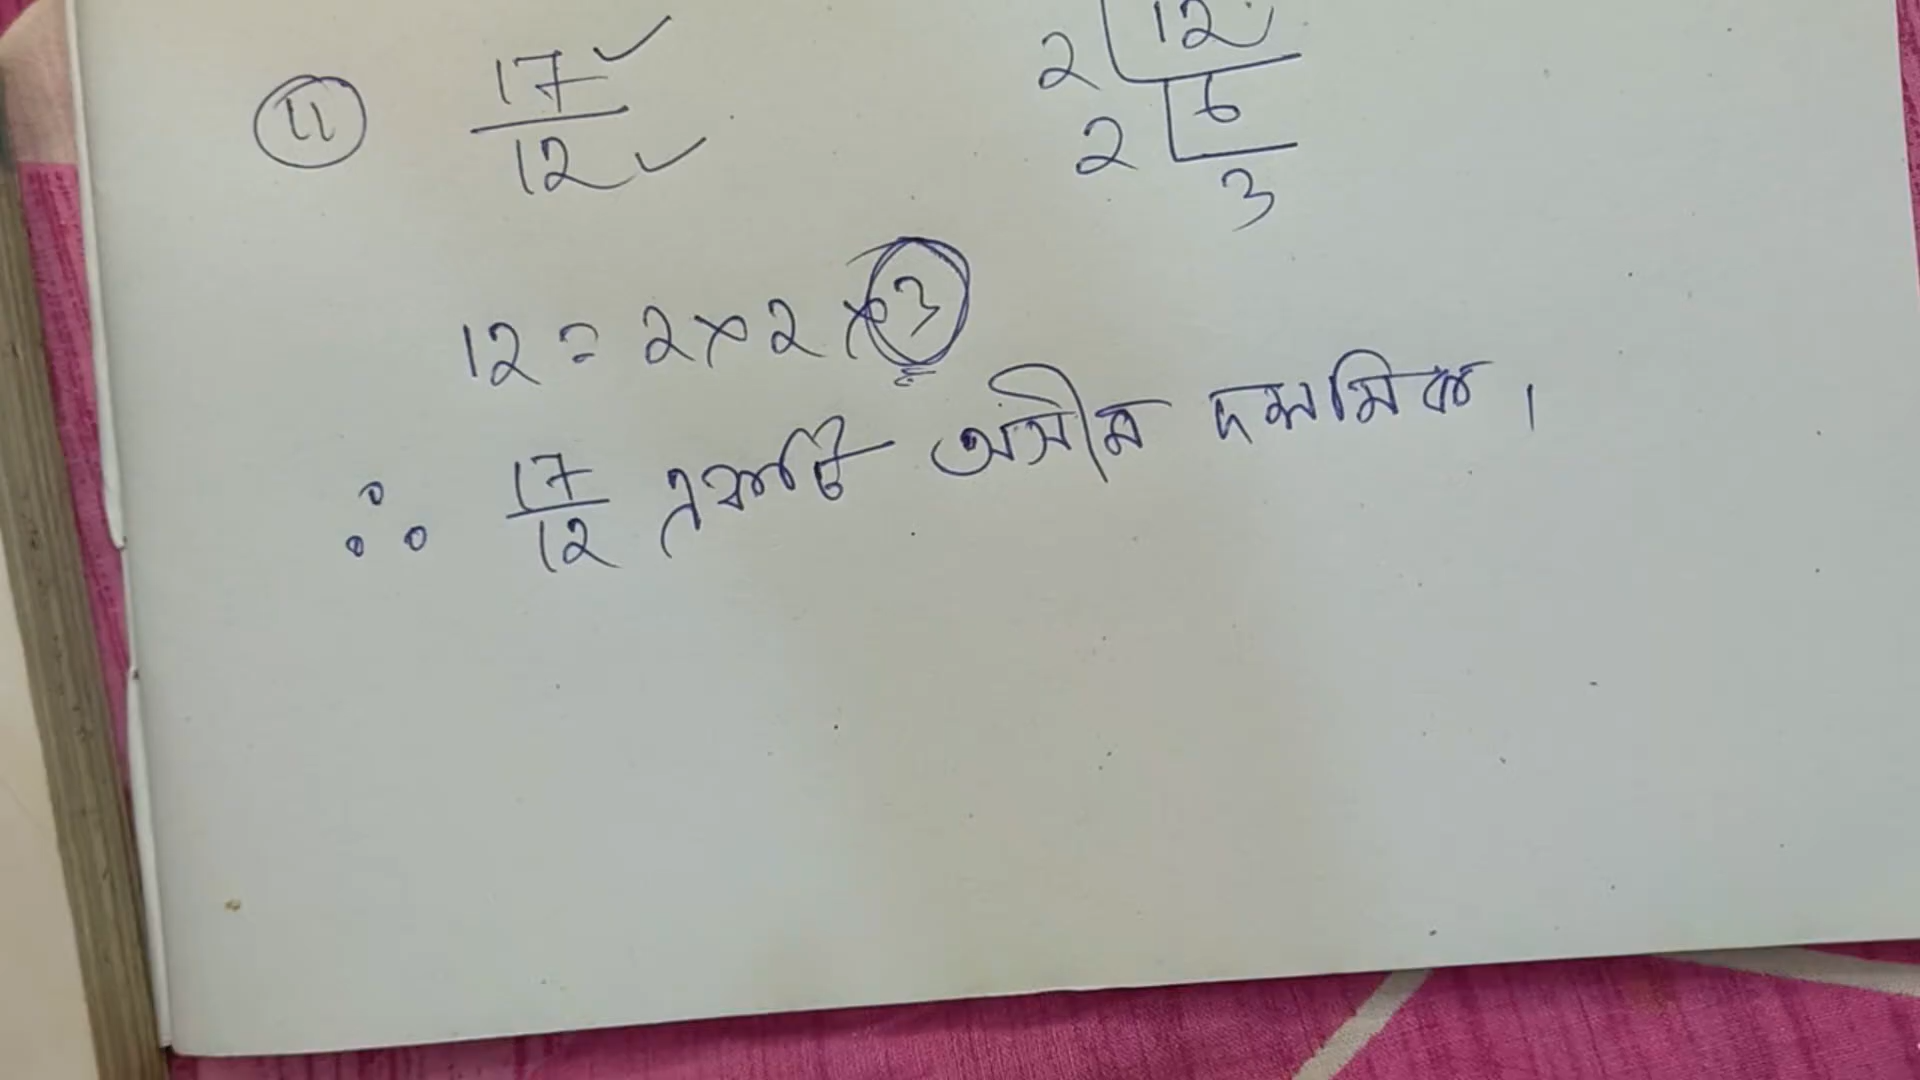 ii 17/12
2 | 12
2 | 6
3
12 = 2 × 2 × 3
∴ 17/12 একটি অসীম দশমিক ।